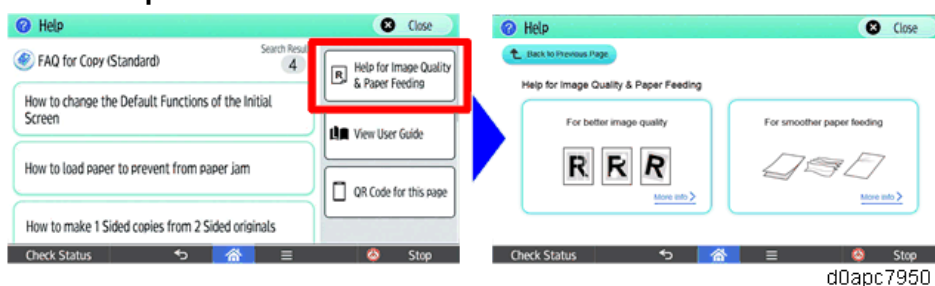 Help
Close
FAQ for Copy (Standard)
Search Resul
4
How to change the Default Functions of the Initial
Screen
How to load paper to prevent from paper jam
How to make 1 Sided copies from 2 Sided originals
R
Help for Image Quality
& Paper Feeding
View User Guide
QR Code for this page
Check Status
Stop
Help
Close
Back to Previous Page
Help for Image Quality & Paper Feeding
For better image quality
R R R
More info
For smoother paper feeding
More info
Check Status
Stop
d0apc7950